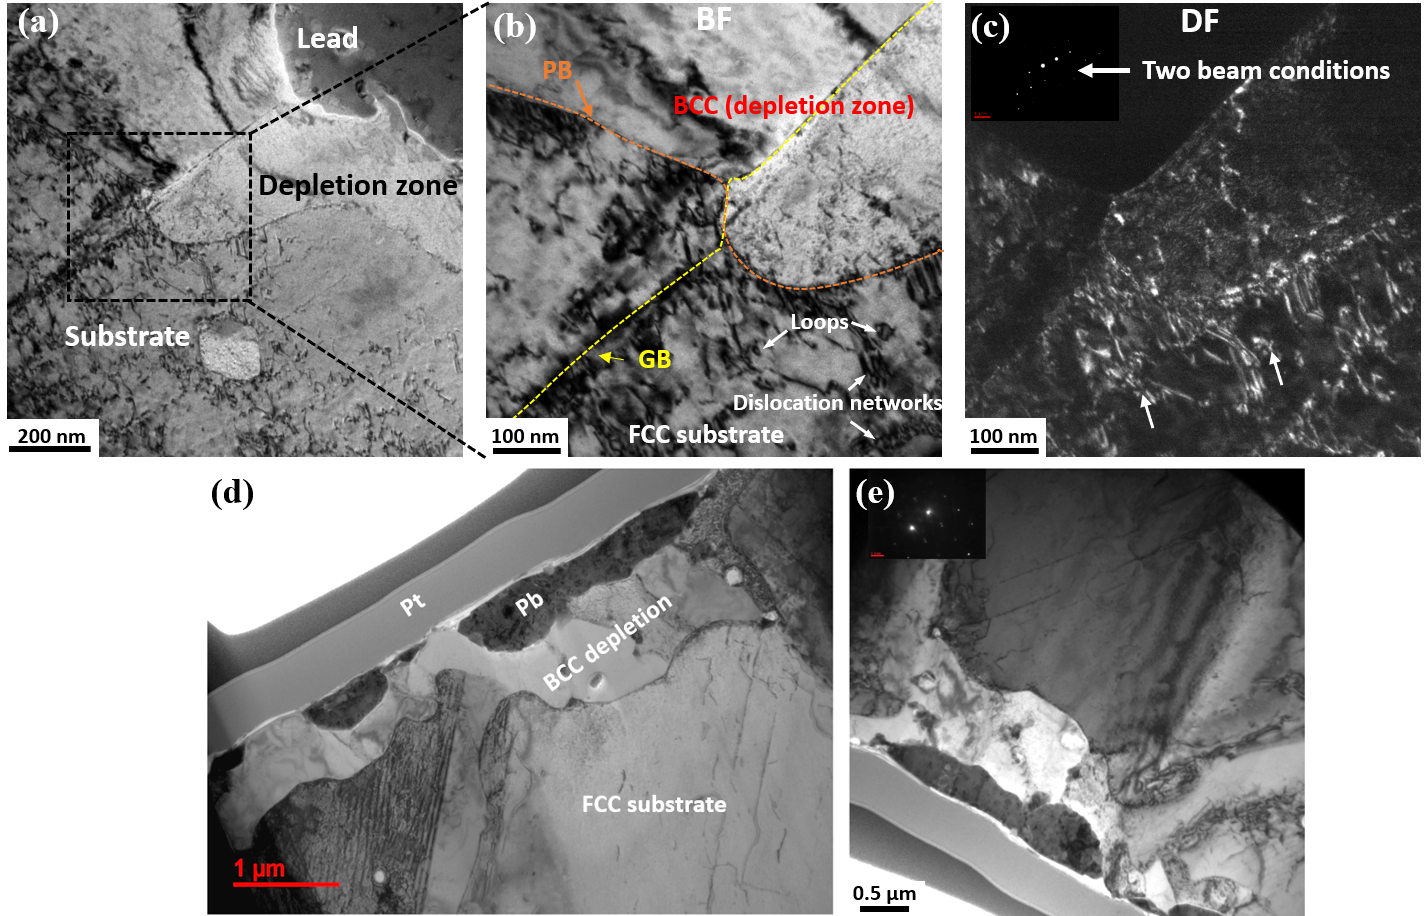 (a)
Lead
Depletion zone
Substrate
200 nm
(b)
BF
PB
BCC (depletion zone)
Loops
GB
Dislocation networks
FCC substrate
100 nm
(c)
DF
Two beam conditions
100 nm
(d)
Pt
Pb
BCC depletion
FCC substrate
1 μm
(e)
0.5 μm